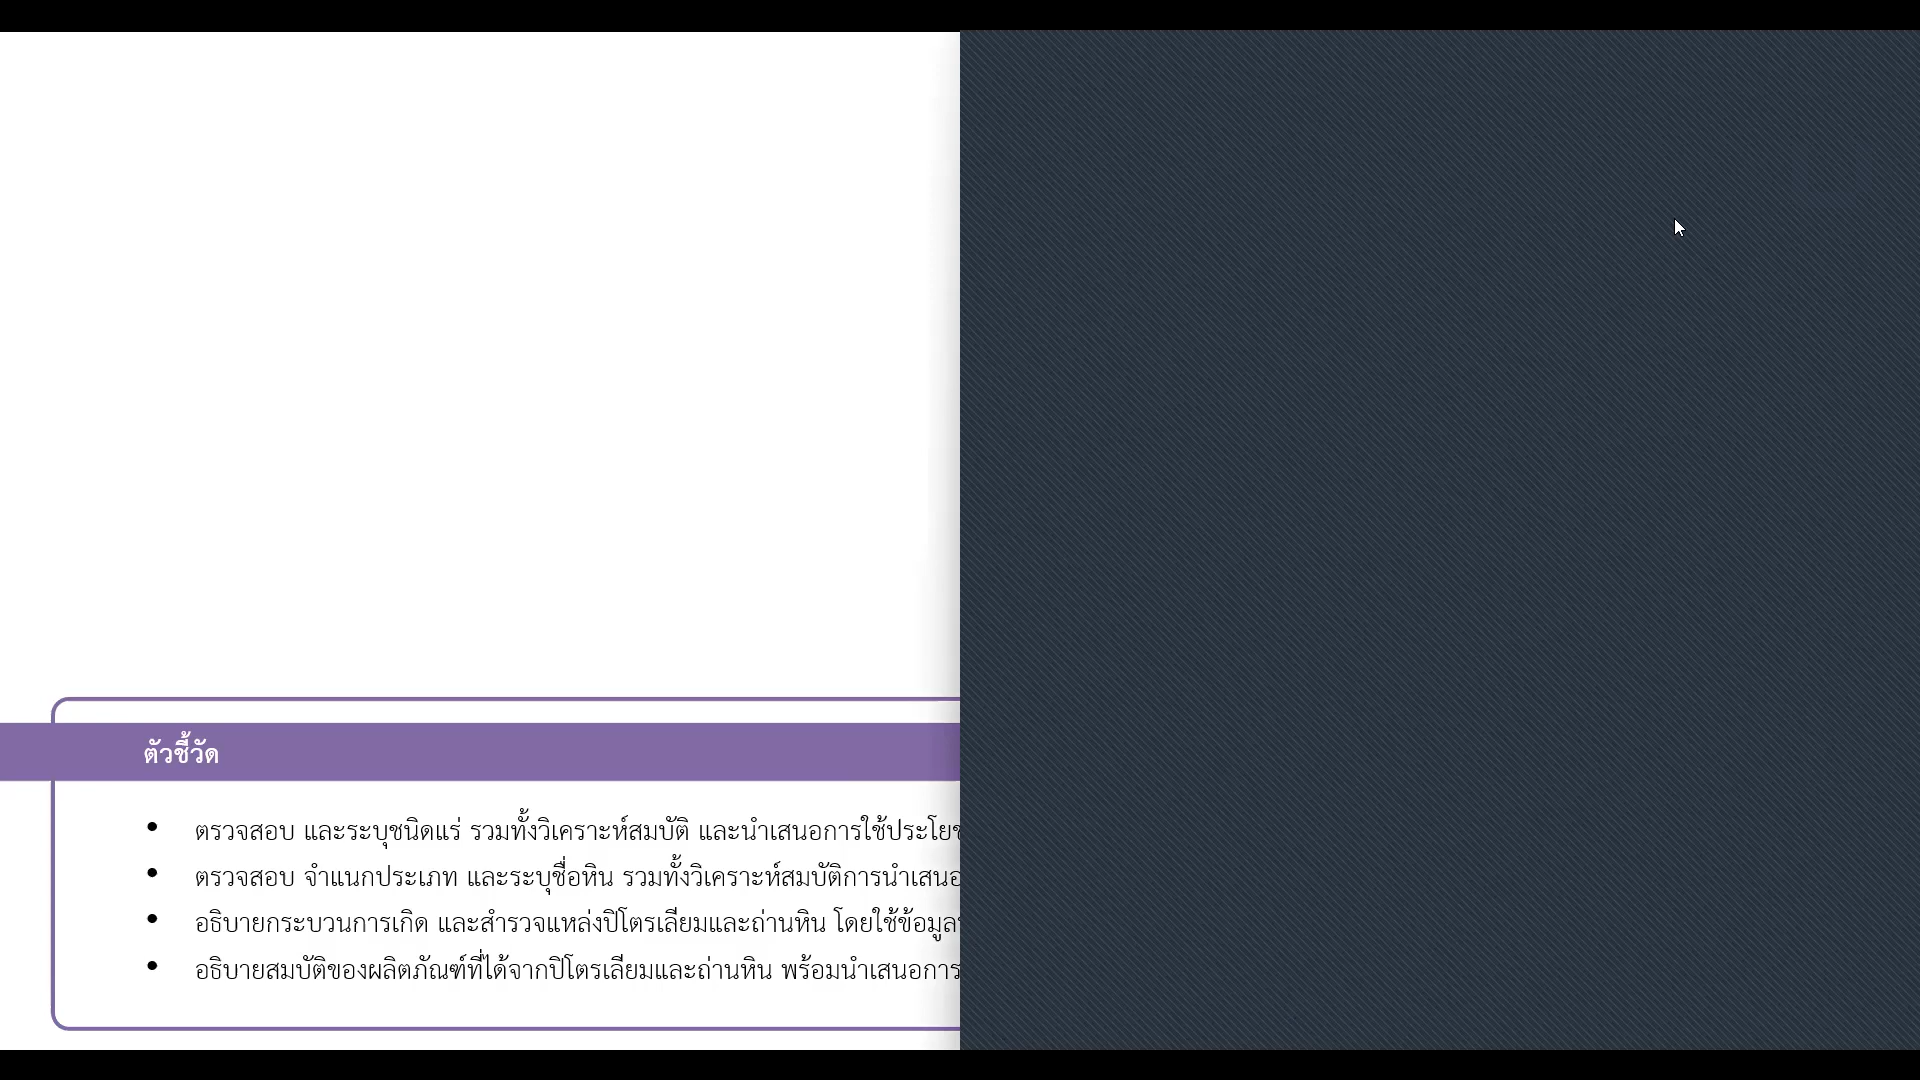 ตัวชี้วัด
• ตรวจสอบ และระบุชนิดแร่ รวมทั้งวิเคราะห์สมบัติ และนำเสนอการใช้ประโย
• ตรวจสอบ จำแนกประเภท และระบุชื่อหิน รวมทั้งวิเคราะห์สมบัติการนำเสนอ
• อธิบายกระบวนการเกิด และสำรวจแหล่งปิโตรเลียมและถ่านหิน โดยใช้ข้อมูล
• อธิบายสมบัติของผลิตภัณฑ์ที่ได้จากปิโตรเลียมและถ่านหิน พร้อมนำเสนอการ